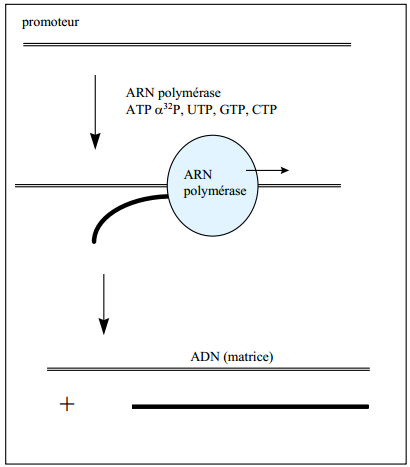 promoteur
ARN polymérase
ATP α³²P, UTP, GTP, CTP
ARN
polymérase
ADN (matrice)
+